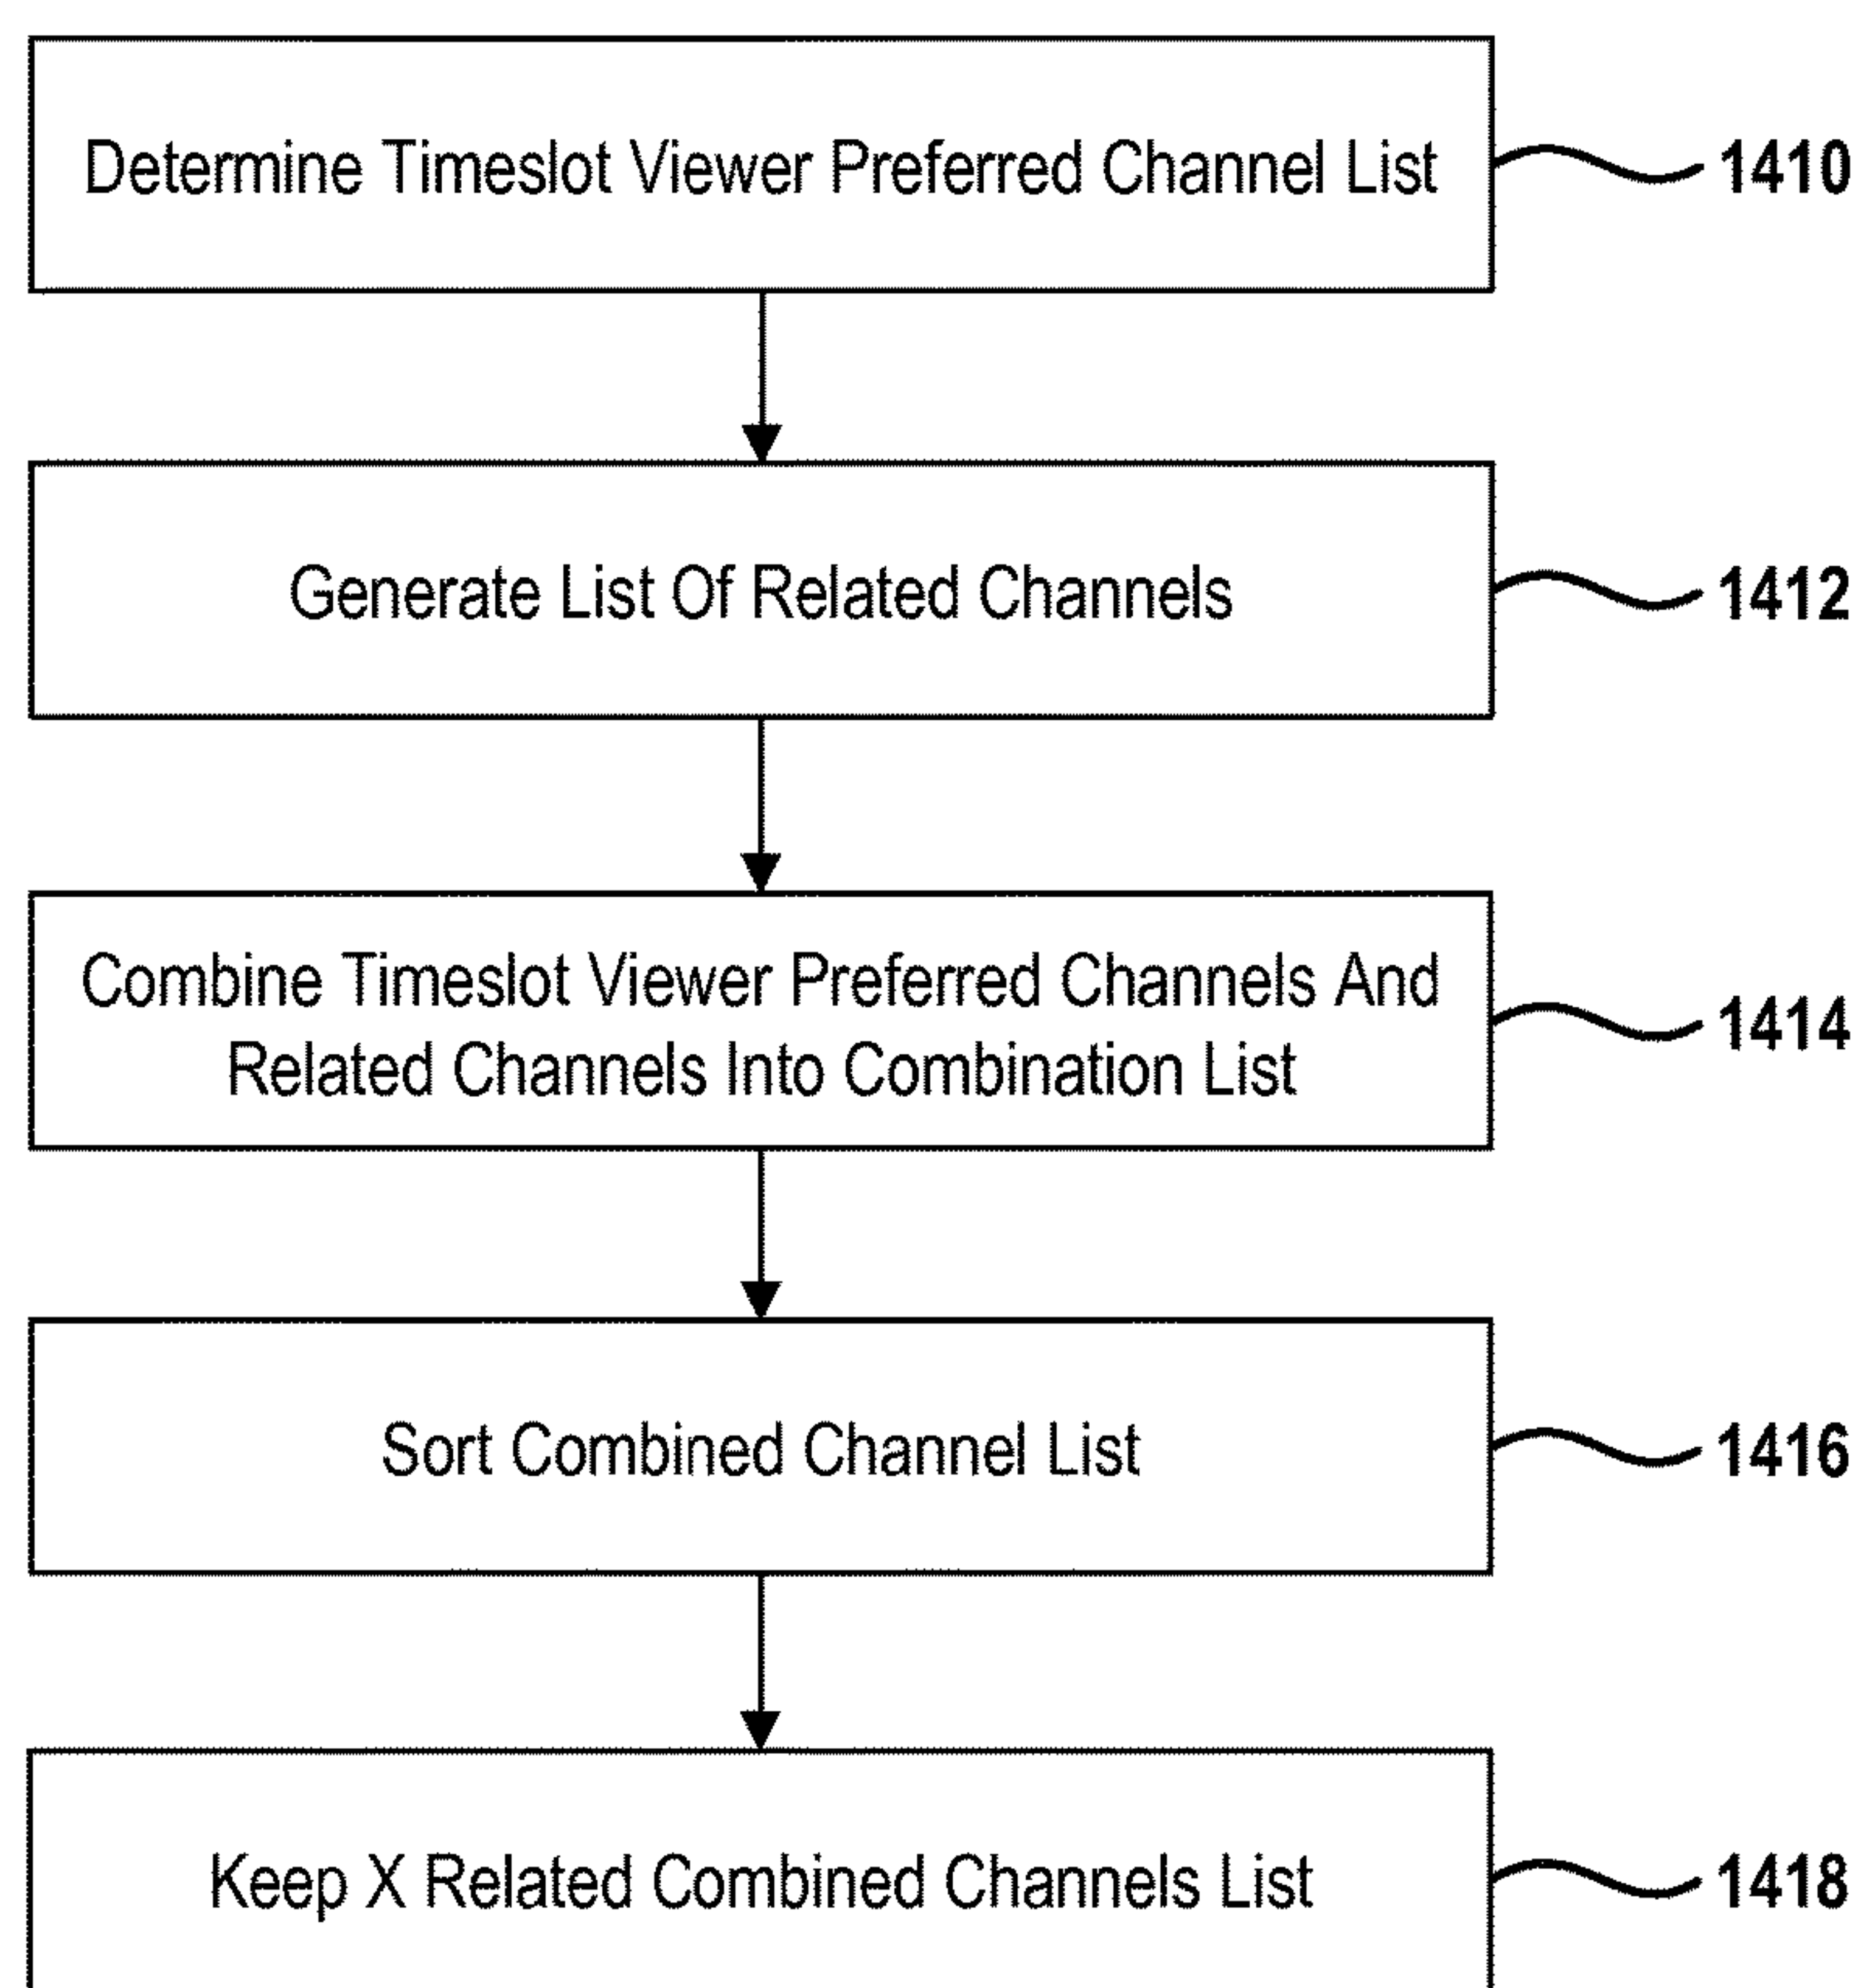 Determine Timeslot Viewer Preferred Channel List
1410
Generate List Of Related Channels
1412
Combine Timeslot Viewer Preferred Channels And
Related Channels Into Combination List
1414
Sort Combined Channel List
1416
Keep X Related Combined Channels List
1418